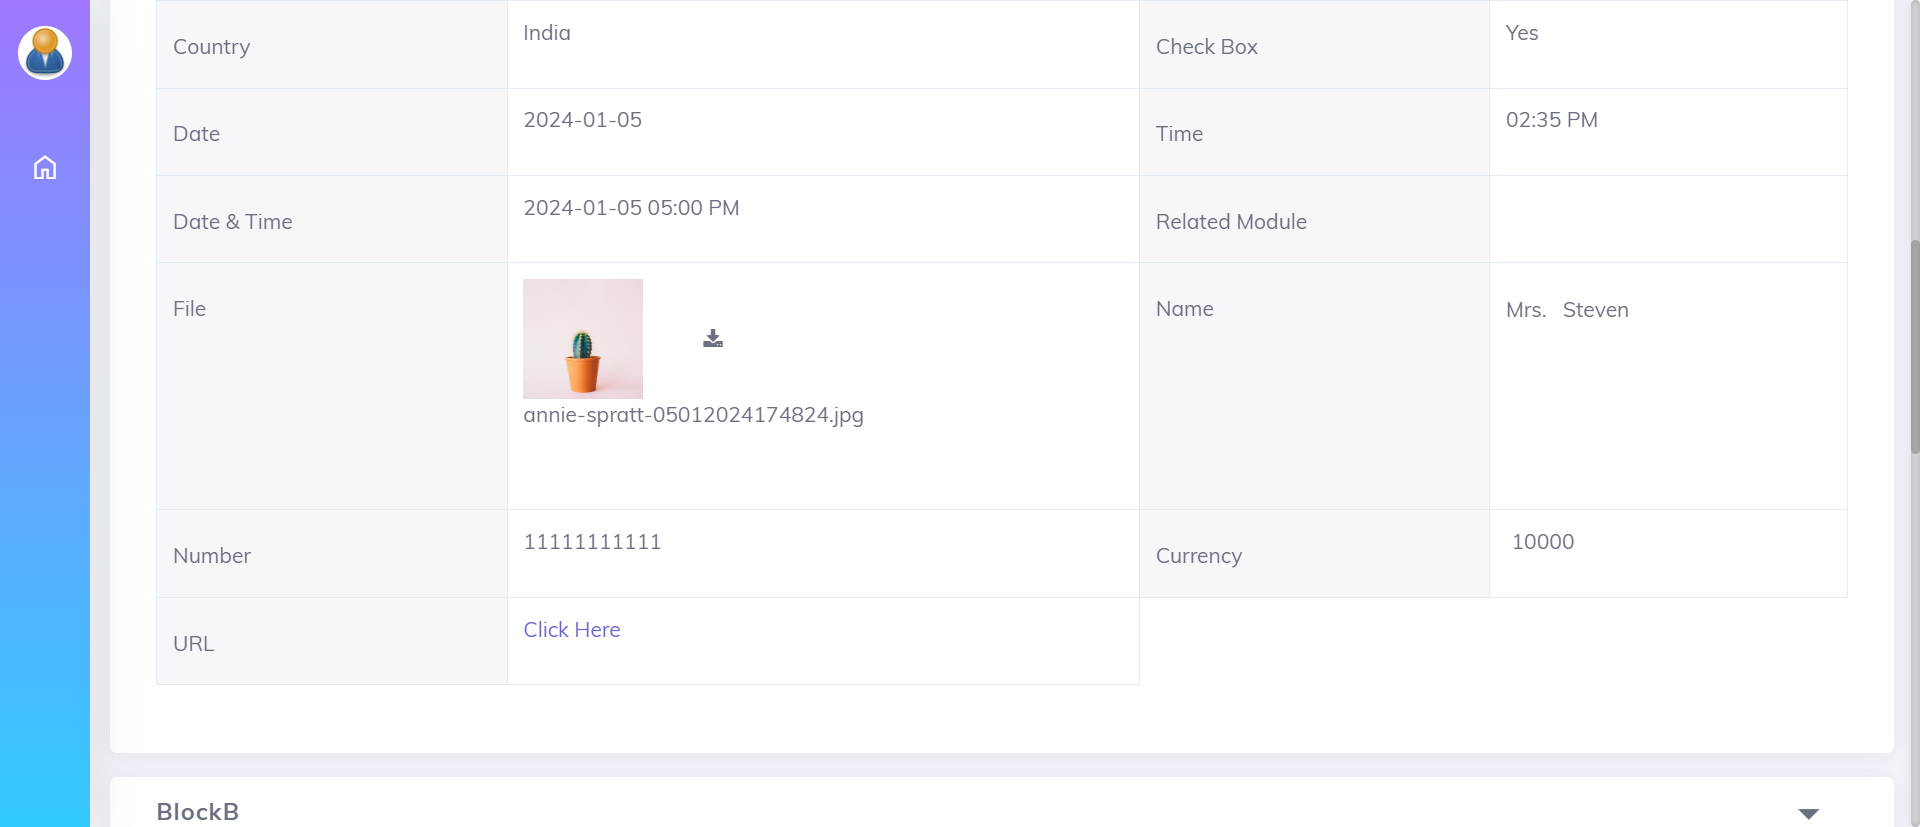 Country India Check Box Yes
Date 2024-01-05 Time 02:35 PM
Date & Time 2024-01-05 05:00 PM Related Module
File Name Mrs. Steven
annie-spratt-05012024174824.jpg
Number 11111111111 Currency 10000
URL Click Here
BlockB